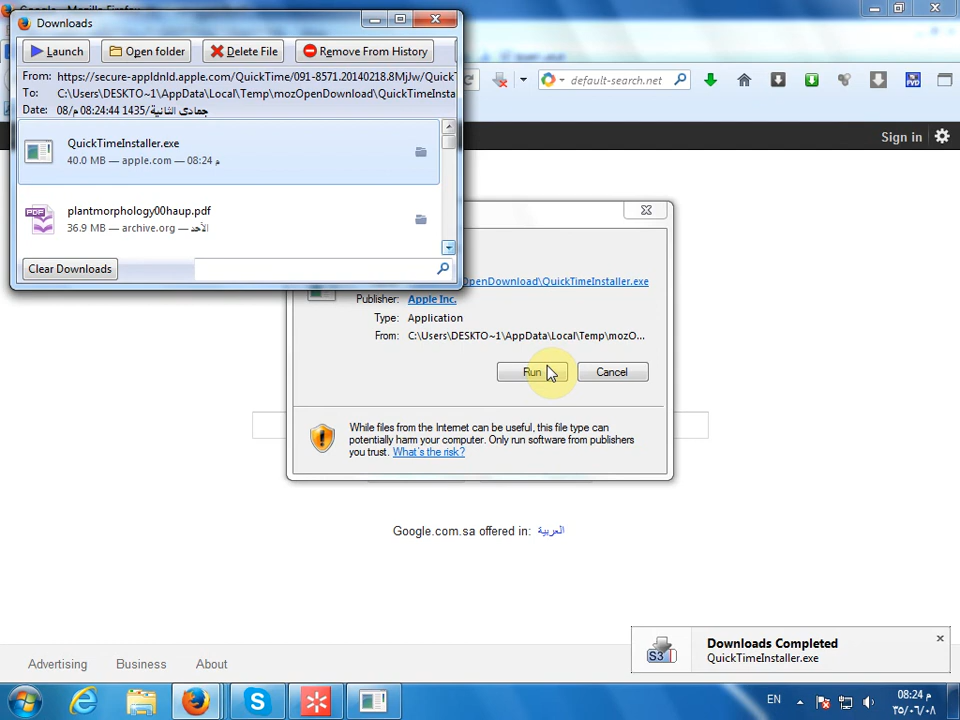 Downloads
Launch
Open folder
Delete File
Remove From History
From: https://secure-appldnld.apple.com/QuickTime/091-8571.20140218.8MjJw/QuickT
To: C:\Users\DESKTO~1\AppData\Local\Temp\mozOpenDownload\QuickTimeInsta
Date: 08/جمادى الثانية/1435 08:24:44 م
QuickTimeInstaller.exe
40.0 MB — apple.com — 08:24 م
plantmorphology00haup.pdf
36.9 MB — archive.org — الأحد
Clear Downloads
default-search.net
Sign in
OpenDownload\QuickTimeInstaller.exe
Publisher: Apple Inc.
Type: Application
From: C:\Users\DESKTO~1\AppData\Local\Temp\mozO...
Run
Cancel
While files from the Internet can be useful, this file type can
potentially harm your computer. Only run software from publishers
you trust. What's the risk?
Google.com.sa offered in: العربية
Downloads Completed
QuickTimeInstaller.exe
S3
Advertising
Business
About
EN
08:24 م
٣٥/٠٦/٠٨